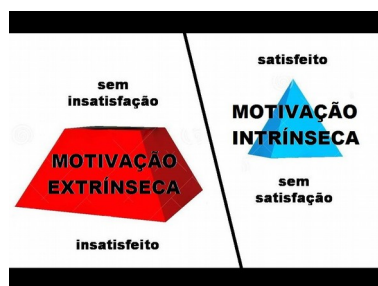 sem
insatisfação
MOTIVAÇÃO
EXTRÍNSECA
insatisfeito
satisfeito
MOTIVAÇÃO
INTRÍNSECA
sem
satisfação